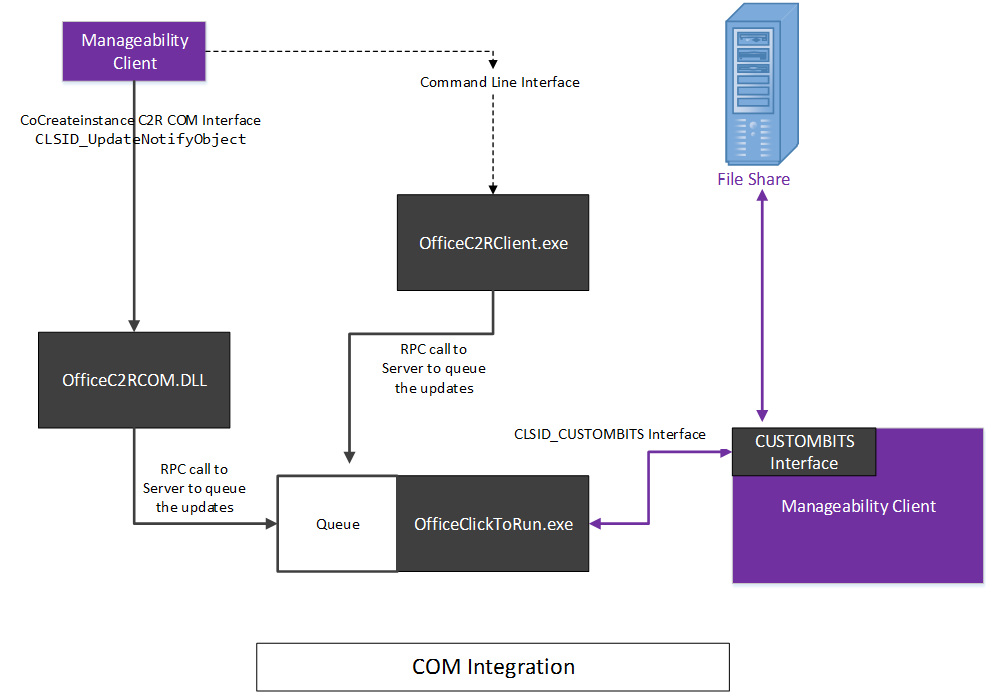 Manageability
Client
Command Line Interface
CoCreateinstance C2R COM Interface
CLSID_UpdateNotifyObject
File Share
OfficeC2RClient.exe
OfficeC2RCOM.DLL
RPC call to
Server to queue
the updates
CLSID_CUSTOMBITS Interface
CUSTOMBITS
Interface
Manageability Client
RPC call to
Server to queue
the updates
Queue
OfficeClickToRun.exe
COM Integration